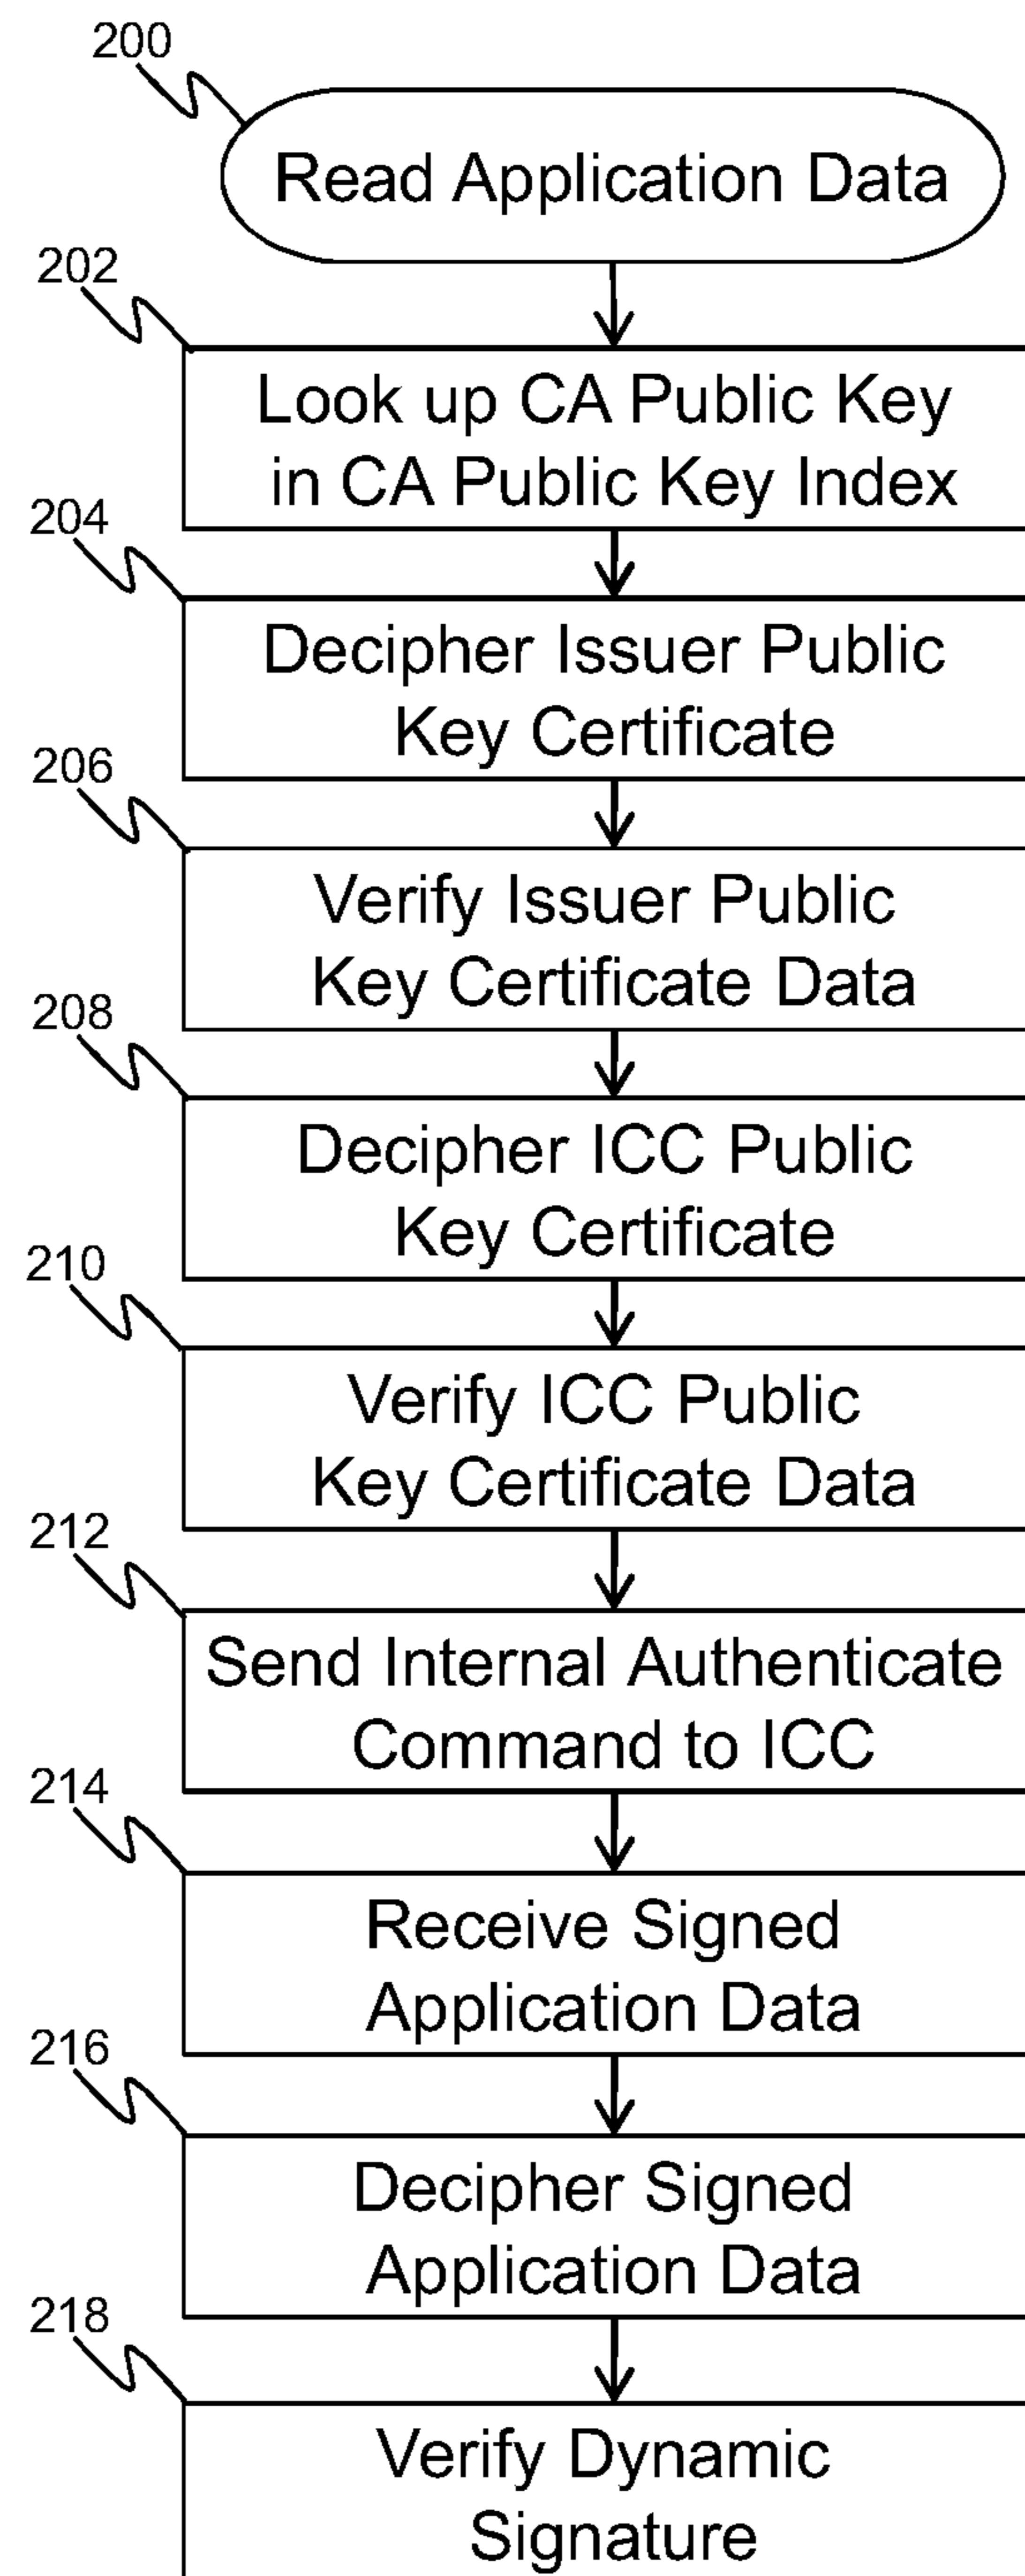 200
Read Application Data
202
Look up CA Public Key
in CA Public Key Index
204
Decipher Issuer Public
Key Certificate
206
Verify Issuer Public
Key Certificate Data
208
Decipher ICC Public
Key Certificate
210
Verify ICC Public
Key Certificate Data
212
Send Internal Authenticate
Command to ICC
214
Receive Signed
Application Data
216
Decipher Signed
Application Data
218
Verify Dynamic
Signature